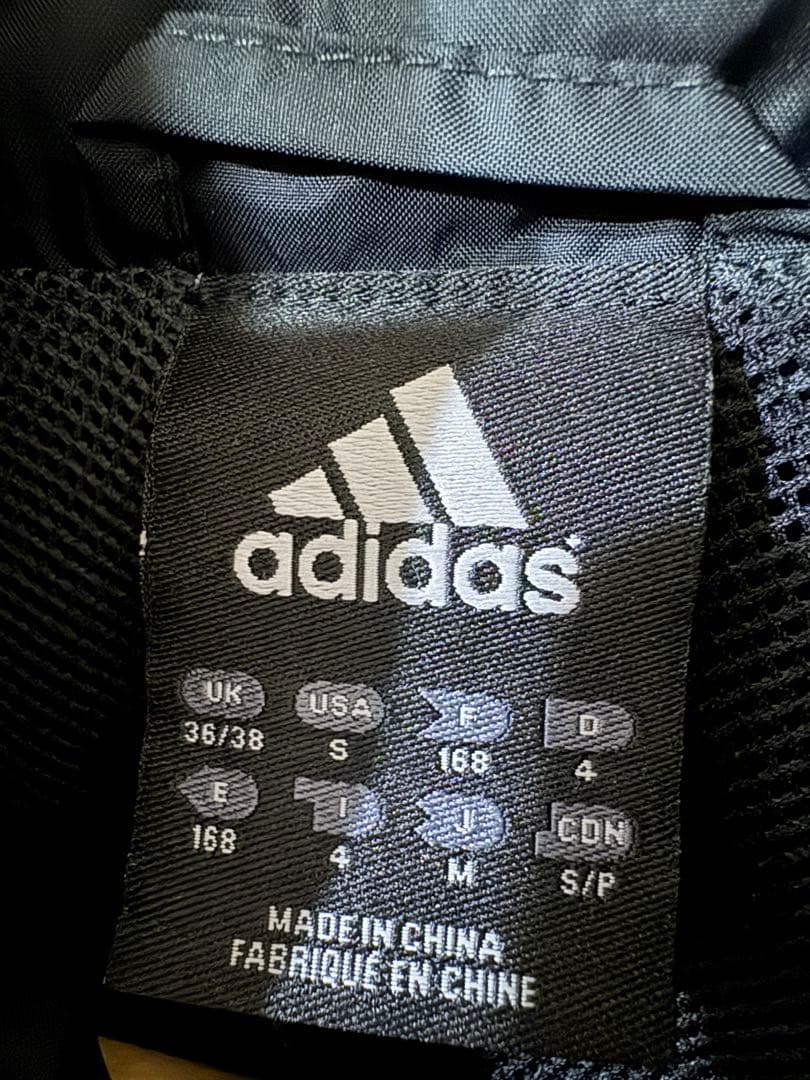 adidas
UK USA F D
36/38 S 168 4
E I J CDN
168 4 M S/P
MADE IN CHINA
FABRIQUÉ EN CHINE